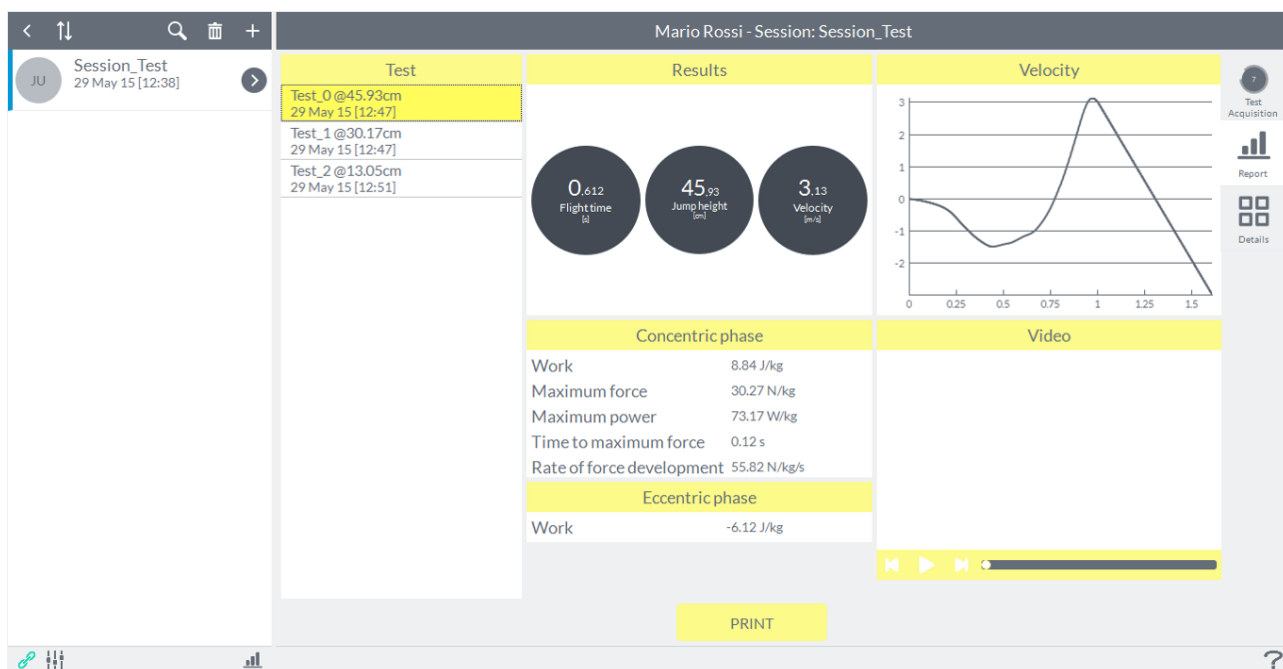 Mario Rossi - Session: Session_Test
JU
Session_Test
29 May 15 [12:38]
Test
Test_0 @45.93cm
29 May 15 [12:47]
Test_1 @30.17cm
29 May 15 [12:47]
Test_2 @13.05cm
29 May 15 [12:51]
Results
0,612
Flight time
[s]
45,93
Jump height
[cm]
3,13
Velocity
[m/s]
Velocity
3
2
1
0
-1
-2
0 0.25 0.5 0.75 1 1.25 1.5
Concentric phase
Work 8.84 J/kg
Maximum force 30.27 N/kg
Maximum power 73.17 W/kg
Time to maximum force 0.12 s
Rate of force development 55.82 N/kg/s
Eccentric phase
Work -6.12 J/kg
Video
PRINT
7
Test
Acquisition
Report
Details
?